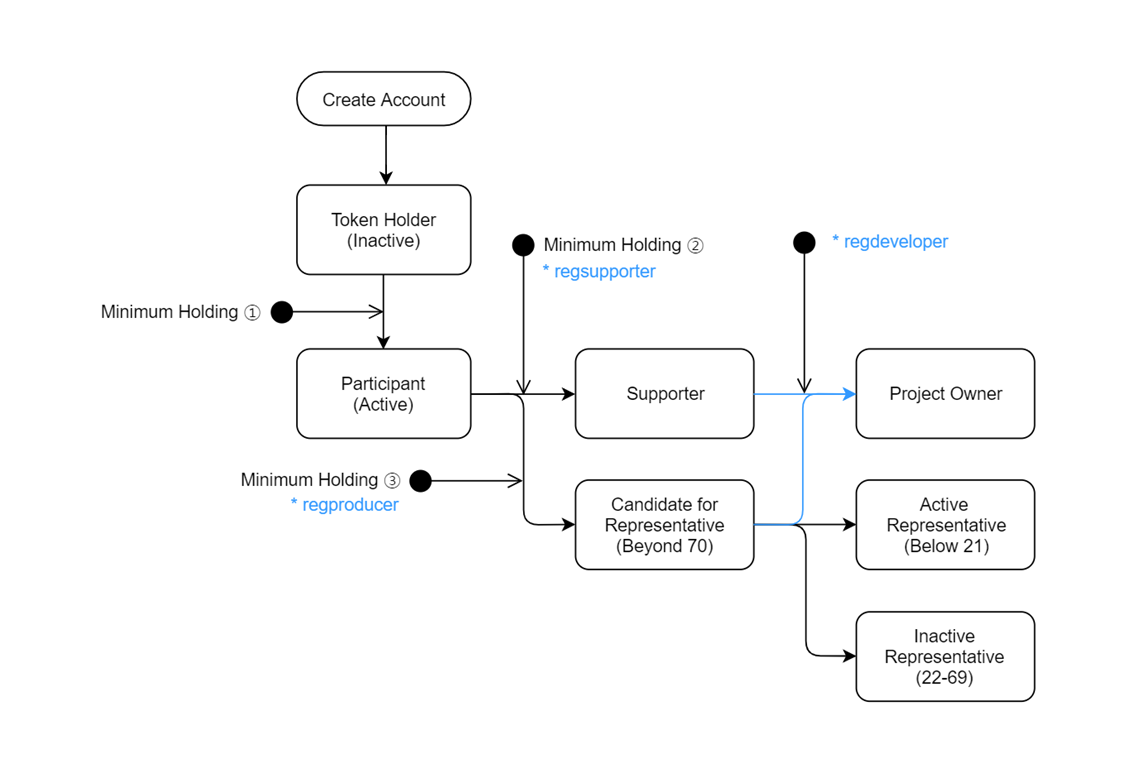 Create Account
Token Holder
(Inactive)
Minimum Holding ②
* regsupporter
* regdeveloper
Minimum Holding ①
Participant
(Active)
Supporter
Project Owner
Minimum Holding ③
* regproducer
Candidate for
Representative
(Beyond 70)
Active
Representative
(Below 21)
Inactive
Representative
(22-69)